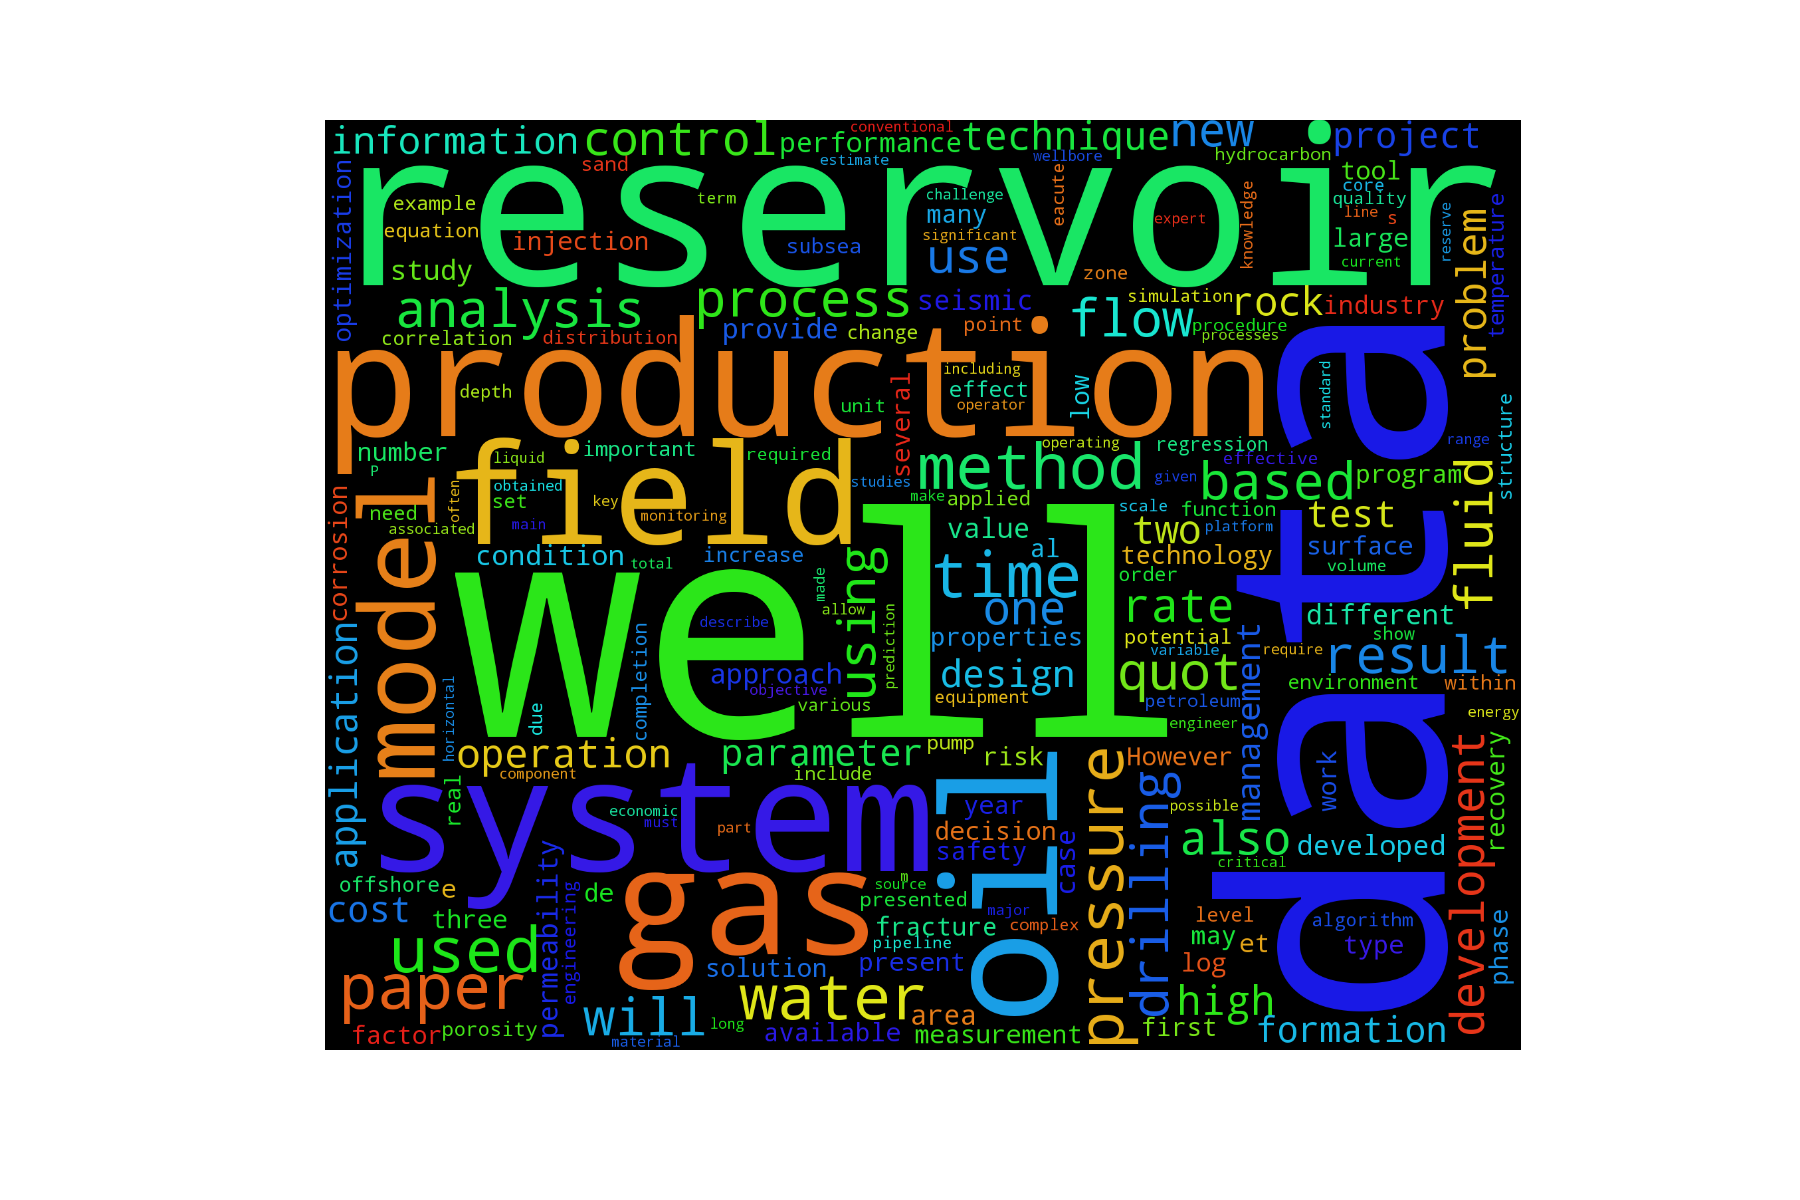 information
control
performance
conventional
technique
new
project
reservoir
sand
estimate
wellbore
hydrocarbon
tool
optimization
example
equation
study
injection
term
subsea
challenge
many
significant
use
eacute
expert
zone
knowledge
core
quality
line
s
large
current
reserve
problem
temperature
analysis
process
seismic
flow
simulation
rock
industry
procedure
processes
correlation
distribution
provide
change
point
production
depth
unit
several
including
effect
operator
low
standard
data
number
P
field
liquid
important
required
obtained
set
often
key
monitoring
main
need
associated
model
corrosion
studies
method
operating
regression
effective
given
range
structure
based
program
make
applied
value
scale
function
two
platform
test
fluid
condition
total
increase
using
made
allow
time
al
technology
surface
volume
order
well
describe
prediction
one
properties
rate
different
show
potential
variable
require
result
application
horizontal
due
completion
approach
objective
various
design
equipment
quot
petroleum
engineer
management
environment
within
energy
operation
component
parameter
pump
include
risk
However
real
system
economic
must
part
oil
year
decision
safety
case
pressure
drilling
possible
work
also
developed
critical
development
recovery
offshore
e
cost
three
permeability
engineering
de
gas
m
source
presented
major
fracture
pipeline
complex
level
may
et
log
algorithm
type
phase
used
paper
solution
present
water
will
long
area
available
measurement
high
first
formation
factor
porosity
material